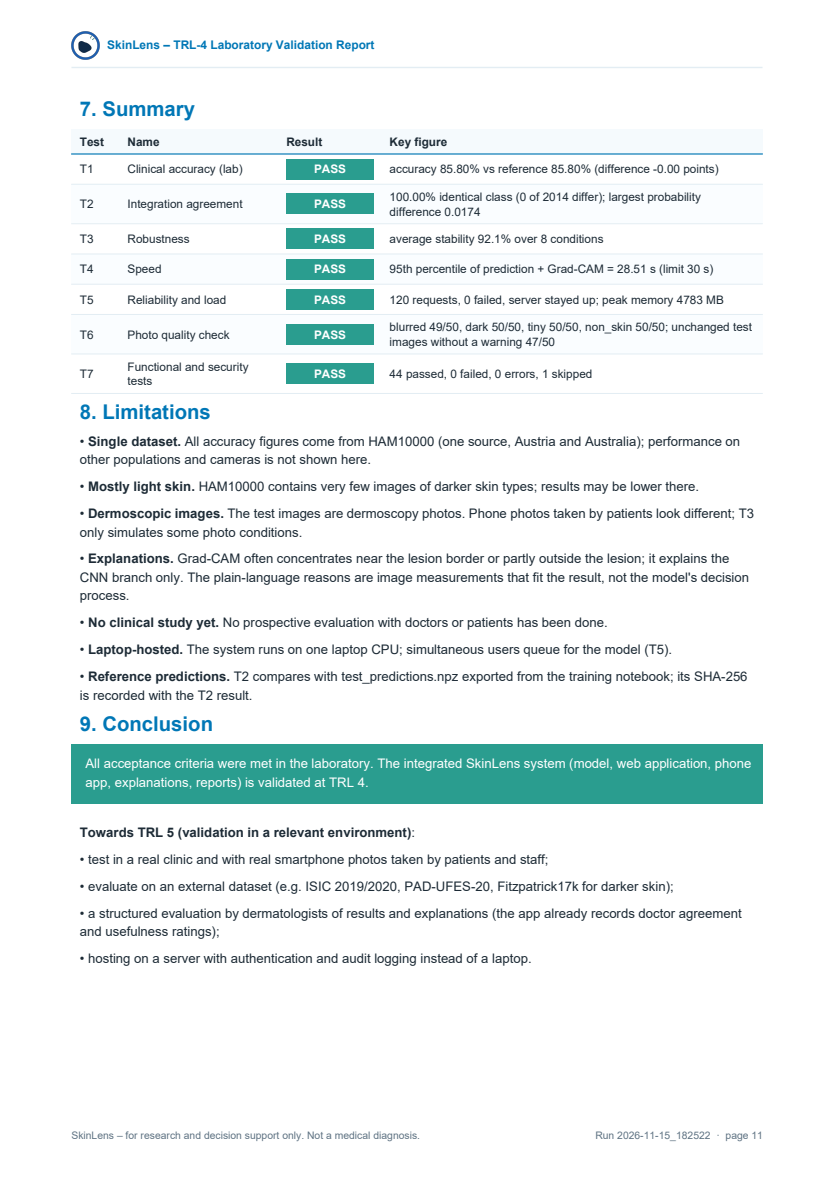 SkinLens – TRL-4 Laboratory Validation Report
7. Summary
Test Name Result Key figure
T1 Clinical accuracy (lab) PASS accuracy 85.80% vs reference 85.80% (difference -0.00 points)
T2 Integration agreement PASS 100.00% identical class (0 of 2014 differ); largest probability
difference 0.0174
T3 Robustness PASS average stability 92.1% over 8 conditions
T4 Speed PASS 95th percentile of prediction + Grad-CAM = 28.51 s (limit 30 s)
T5 Reliability and load PASS 120 requests, 0 failed, server stayed up; peak memory 4783 MB
T6 Photo quality check PASS blurred 49/50, dark 50/50, tiny 50/50, non_skin 50/50; unchanged test
images without a warning 47/50
T7 Functional and security
tests PASS 44 passed, 0 failed, 0 errors, 1 skipped
8. Limitations
• Single dataset. All accuracy figures come from HAM10000 (one source, Austria and Australia); performance on
other populations and cameras is not shown here.
• Mostly light skin. HAM10000 contains very few images of darker skin types; results may be lower there.
• Dermoscopic images. The test images are dermoscopy photos. Phone photos taken by patients look different; T3
only simulates some photo conditions.
• Explanations. Grad-CAM often concentrates near the lesion border or partly outside the lesion; it explains the
CNN branch only. The plain-language reasons are image measurements that fit the result, not the model's decision
process.
• No clinical study yet. No prospective evaluation with doctors or patients has been done.
• Laptop-hosted. The system runs on one laptop CPU; simultaneous users queue for the model (T5).
• Reference predictions. T2 compares with test_predictions.npz exported from the training notebook; its SHA-256
is recorded with the T2 result.
9. Conclusion
All acceptance criteria were met in the laboratory. The integrated SkinLens system (model, web application, phone
app, explanations, reports) is validated at TRL 4.
Towards TRL 5 (validation in a relevant environment):
• test in a real clinic and with real smartphone photos taken by patients and staff;
• evaluate on an external dataset (e.g. ISIC 2019/2020, PAD-UFES-20, Fitzpatrick17k for darker skin);
• a structured evaluation by dermatologists of results and explanations (the app already records doctor agreement
and usefulness ratings);
• hosting on a server with authentication and audit logging instead of a laptop.
SkinLens – for research and decision support only. Not a medical diagnosis. Run 2026-11-15_182522 · page 11